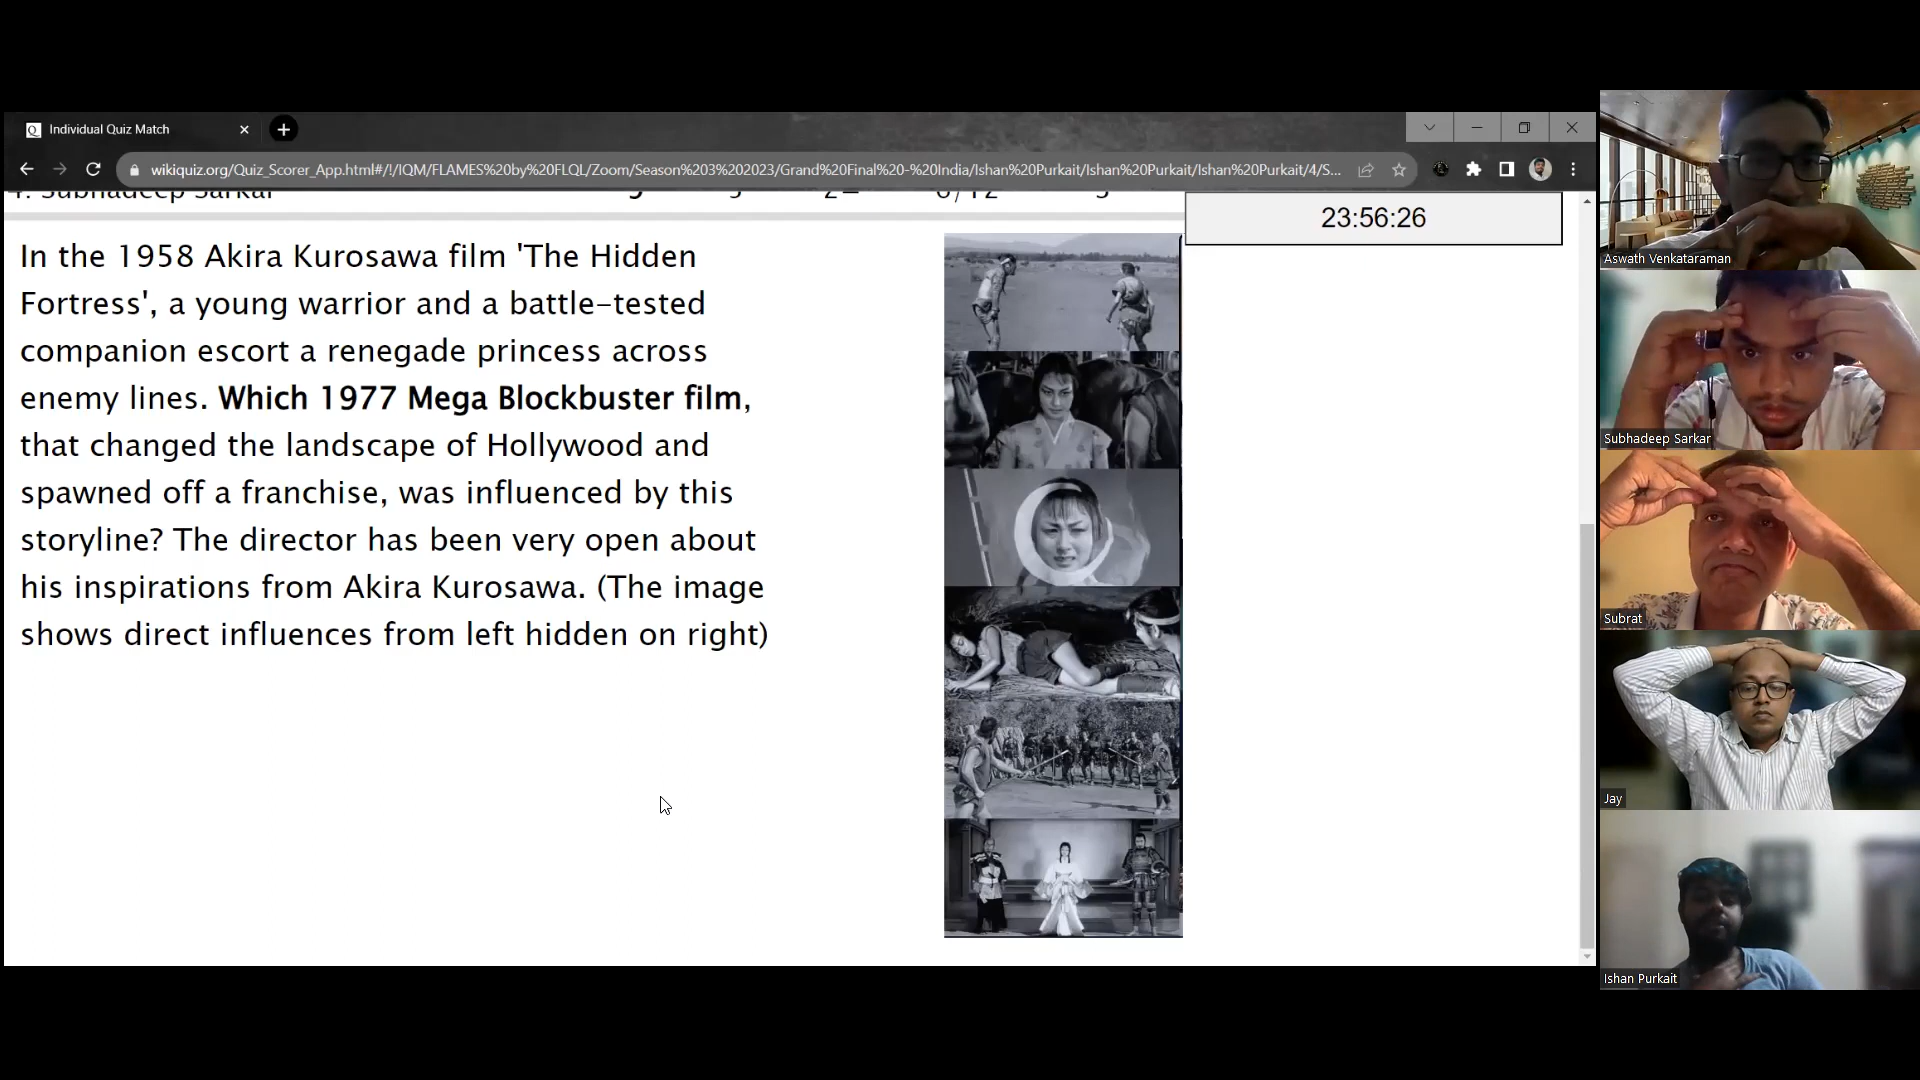 Individual Quiz Match
wikiquiz.org/Quiz_Scorer_App.html#/!/IQM/FLAMES%20by%20FLQL/Zoom/Season%203%202023/Grand%20Final%20-%20India/Ishan%20Purkait/Ishan%20Purkait/Ishan%20Purkait/4/S...
4. Subhadeep Sarkar
23:56:26
In the 1958 Akira Kurosawa film 'The Hidden
Fortress', a young warrior and a battle-tested
companion escort a renegade princess across
enemy lines. Which 1977 Mega Blockbuster film,
that changed the landscape of Hollywood and
spawned off a franchise, was influenced by this
storyline? The director has been very open about
his inspirations from Akira Kurosawa. (The image
shows direct influences from left hidden on right)
Aswath Venkataraman
Subhadeep Sarkar
Subrat
Jay
Ishan Purkait